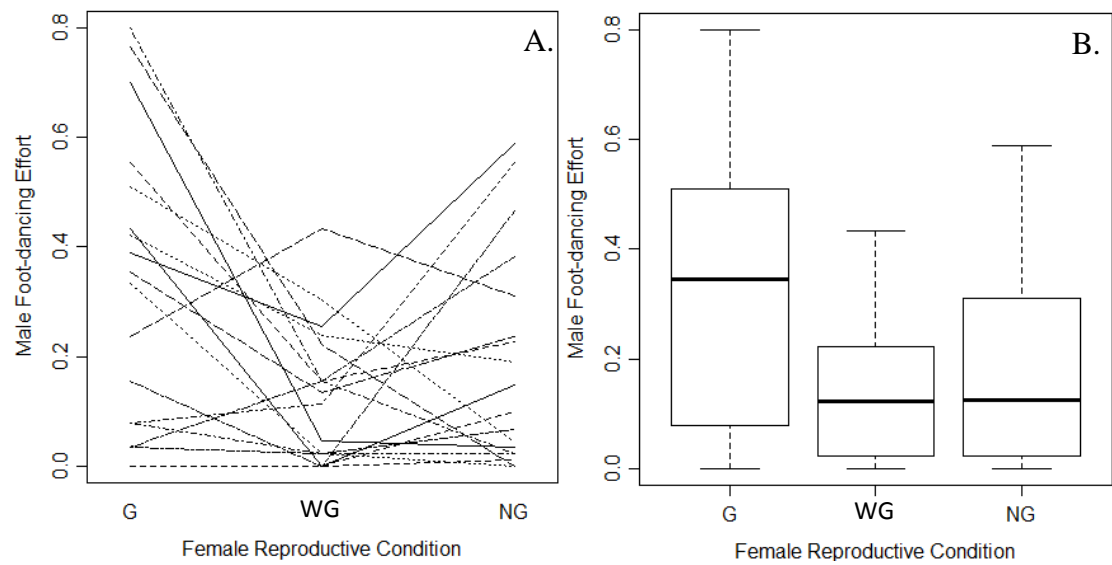 A.
Male Foot-dancing Effort
0.8
0.6
0.4
0.2
0.0
G WG NG
Female Reproductive Condition
B.
Male Foot-dancing Effort
0.8
0.6
0.4
0.2
0.0
G WG NG
Female Reproductive Condition